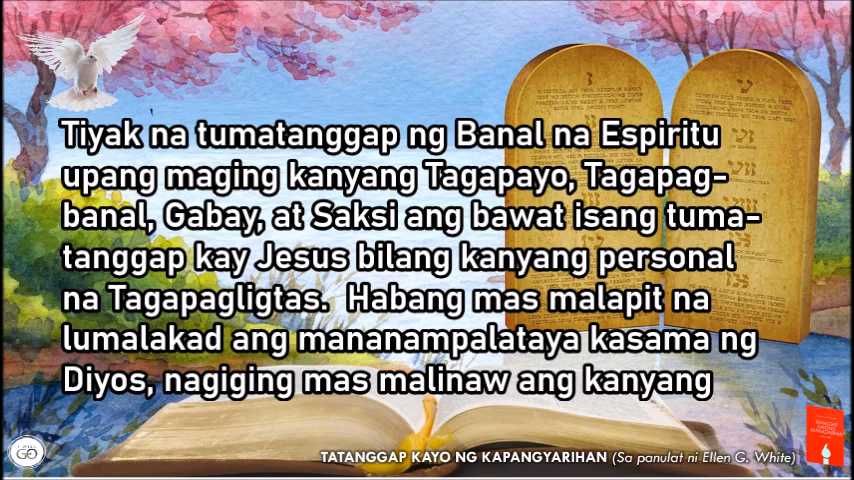 Tiyak na tumatanggap ng Banal na Espiritu
upang maging kanyang Tagapayo, Tagapag-
banal, Gabay, at Saksi ang bawat isang tuma-
tanggap kay Jesus bilang kanyang personal
na Tagapagligtas.  Habang mas malapit na
lumalakad ang mananampalataya kasama ng
Diyos, nagiging mas malinaw ang kanyang
TATANGGAP KAYO NG KAPANGYARIHAN (Sa panulat ni Ellen G. White)